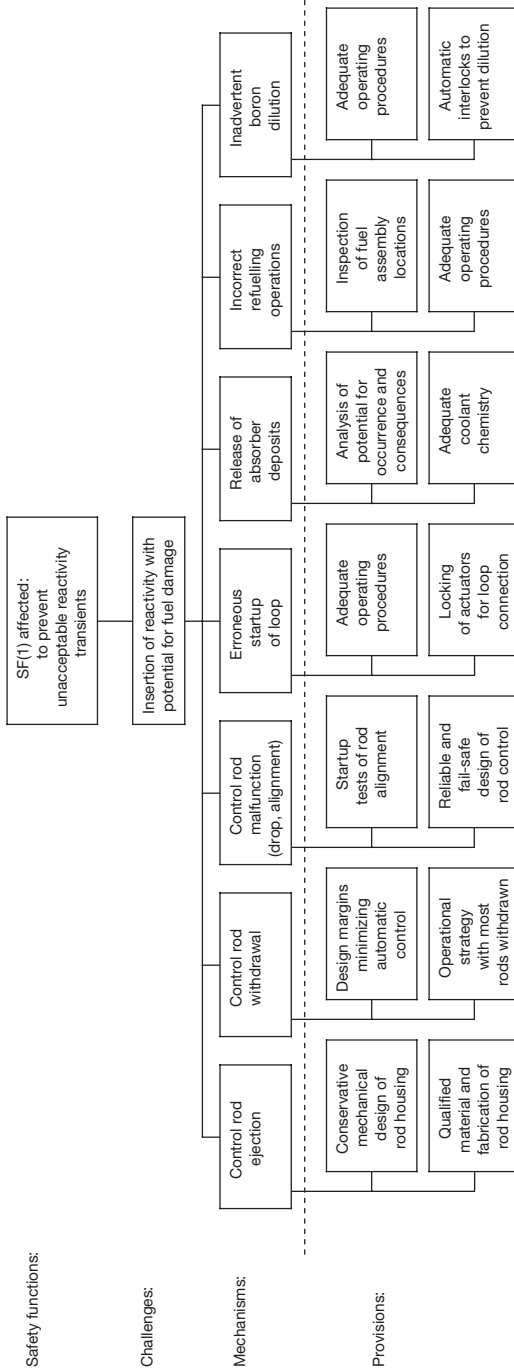 Safety functions:
SF(1) affected:
to prevent
unacceptable reactivity
transients
Challenges:
Insertion of reactivity with
potential for fuel damage
Mechanisms:
Control rod
ejection
Control rod
withdrawal
Control rod
malfunction
(drop, alignment)
Erroneous
startup
of loop
Release of
absorber
deposits
Incorrect
refuelling
operations
Inadvertent
boron
dilution
Provisions:
Conservative
mechanical
design of
rod housing
Design margins
minimizing
automatic
control
Startup
tests of rod
alignment
Adequate
operating
procedures
Analysis of
potential for
occurrence and
consequences
Inspection
of fuel
assembly
locations
Adequate
operating
procedures
Qualified
material and
fabrication of
rod housing
Operational
strategy
with most
rods withdrawn
Reliable and
fail-safe
design of
rod control
Locking
of actuators
for loop
connection
Adequate
coolant
chemistry
Adequate
operating
procedures
Automatic
interlocks to
prevent dilution